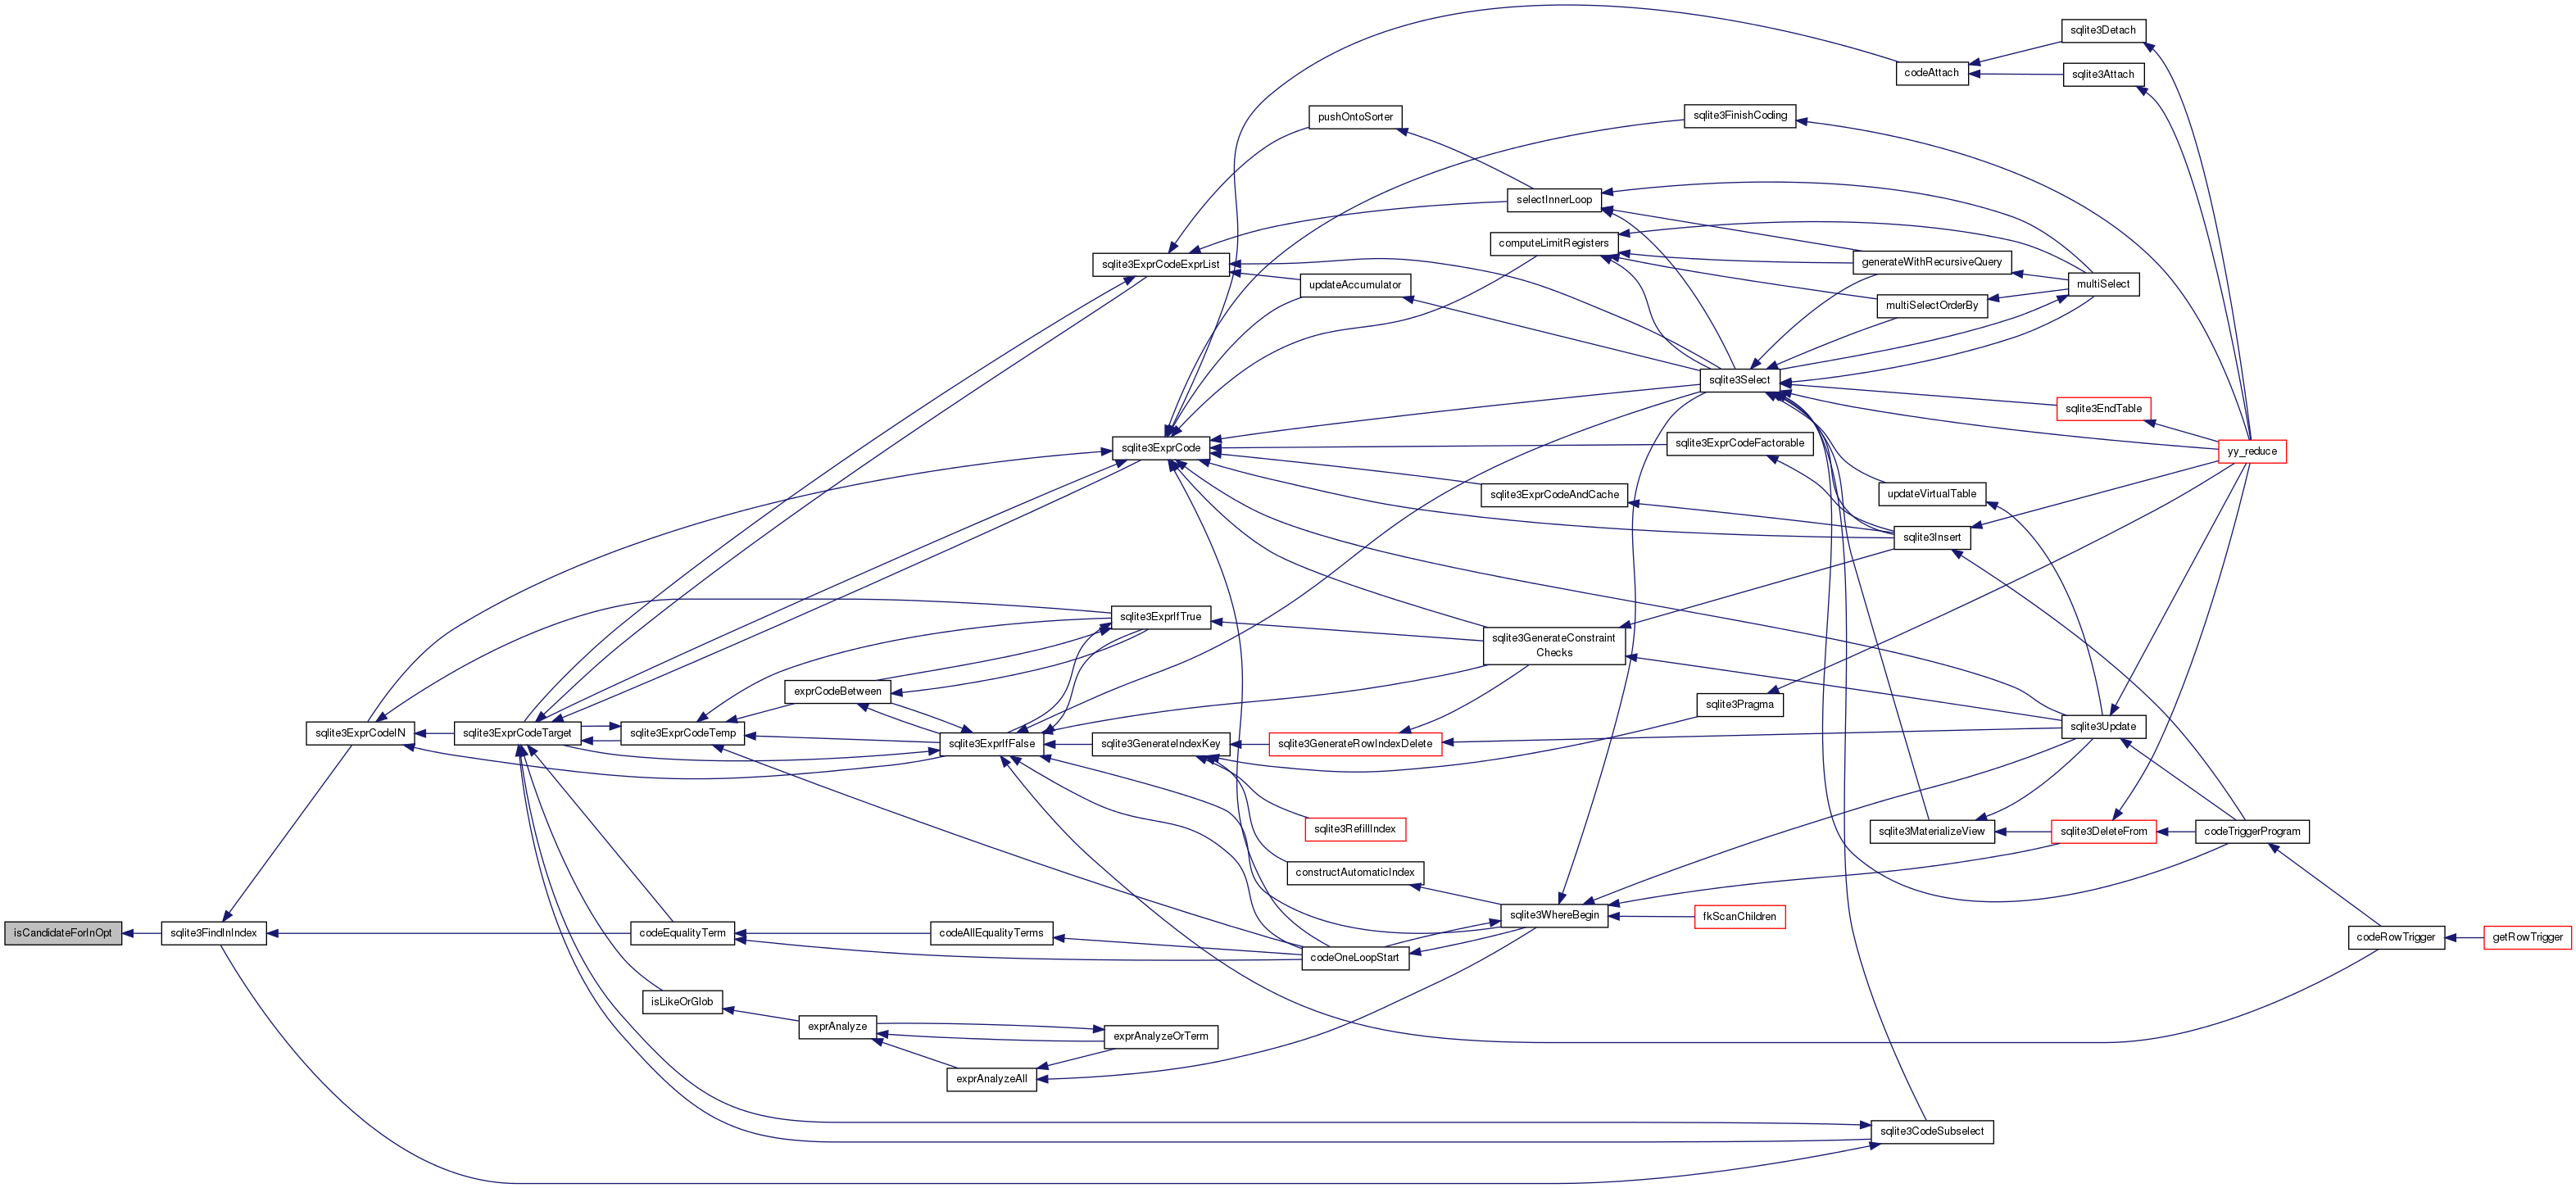 sqlite3Detach
codeAttach
sqlite3Attach
pushOntoSorter
sqlite3FinishCoding
selectInnerLoop
computeLimitRegisters
sqlite3ExprCodeExprList
generateWithRecursiveQuery
updateAccumulator
multiSelect
multiSelectOrderBy
sqlite3Select
sqlite3EndTable
sqlite3ExprCode
sqlite3ExprCodeFactorable
yy_reduce
sqlite3ExprCodeAndCache
updateVirtualTable
sqlite3Insert
sqlite3ExprIfTrue
sqlite3GenerateConstraint
Checks
exprCodeBetween
sqlite3Pragma
sqlite3ExprCodeIN
sqlite3ExprCodeTarget
sqlite3ExprCodeTemp
sqlite3ExprIfFalse
sqlite3GenerateIndexKey
sqlite3GenerateRowIndexDelete
sqlite3Update
sqlite3RefillIndex
sqlite3MaterializeView
sqlite3DeleteFrom
codeTriggerProgram
constructAutomaticIndex
sqlite3WhereBegin
fkScanChildren
isCandidateForInOpt
sqlite3FindInIndex
codeEqualityTerm
codeAllEqualityTerms
codeOneLoopStart
codeRowTrigger
getRowTrigger
isLikeOrGlob
exprAnalyze
exprAnalyzeOrTerm
exprAnalyzeAll
sqlite3CodeSubselect